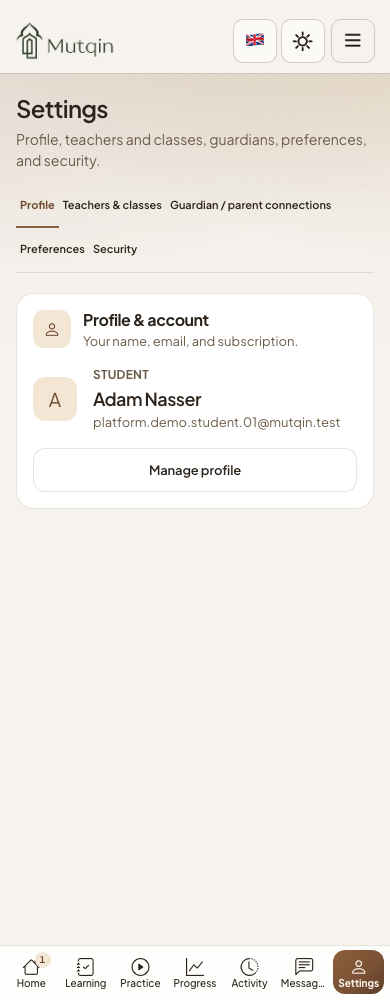 Mutqin
Settings
Profile, teachers and classes, guardians, preferences,
and security.
Profile Teachers & classes Guardian / parent connections
Preferences Security
Profile & account
Your name, email, and subscription.
STUDENT
A
Adam Nasser
platform.demo.student.01@mutqin.test
Manage profile
1
Home Learning Practice Progress Activity Messag... Settings